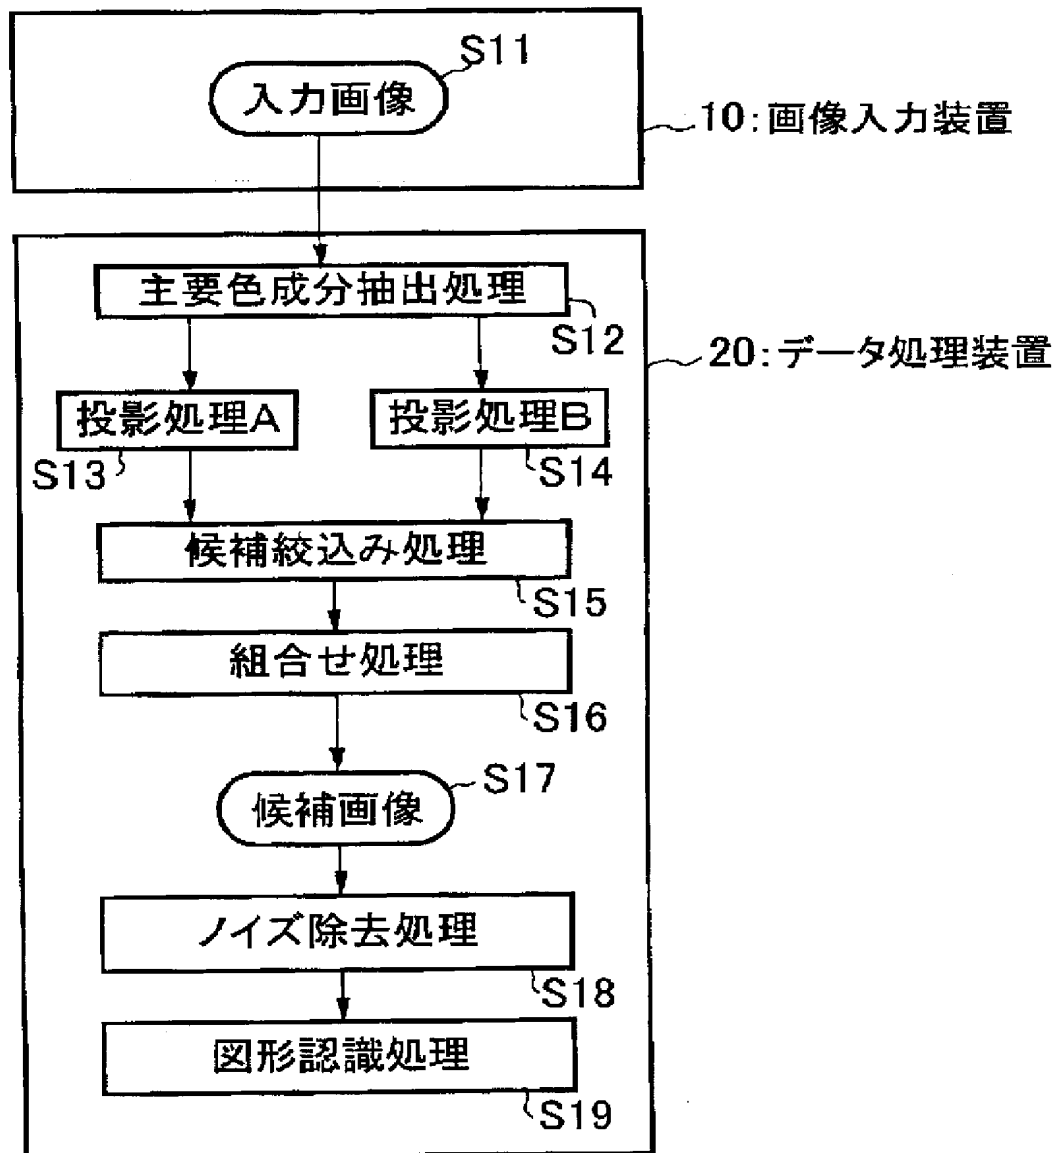 S11
入力画像
10:画像入力装置
主要色成分抽出処理
S12
20:データ処理装置
投影処理A
投影処理B
S13
S14
候補絞込み処理
S15
組合せ処理
S16
S17
候補画像
ノイズ除去処理
S18
図形認識処理
S19